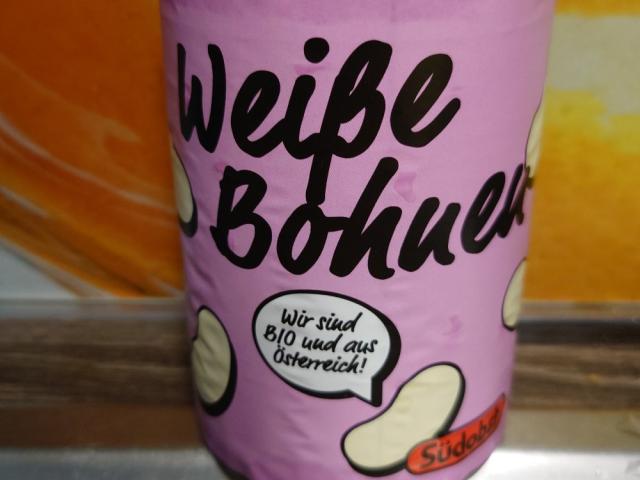 Weiße
Bohnen
Wir sind
BIO und aus
Österreich!
Südobst